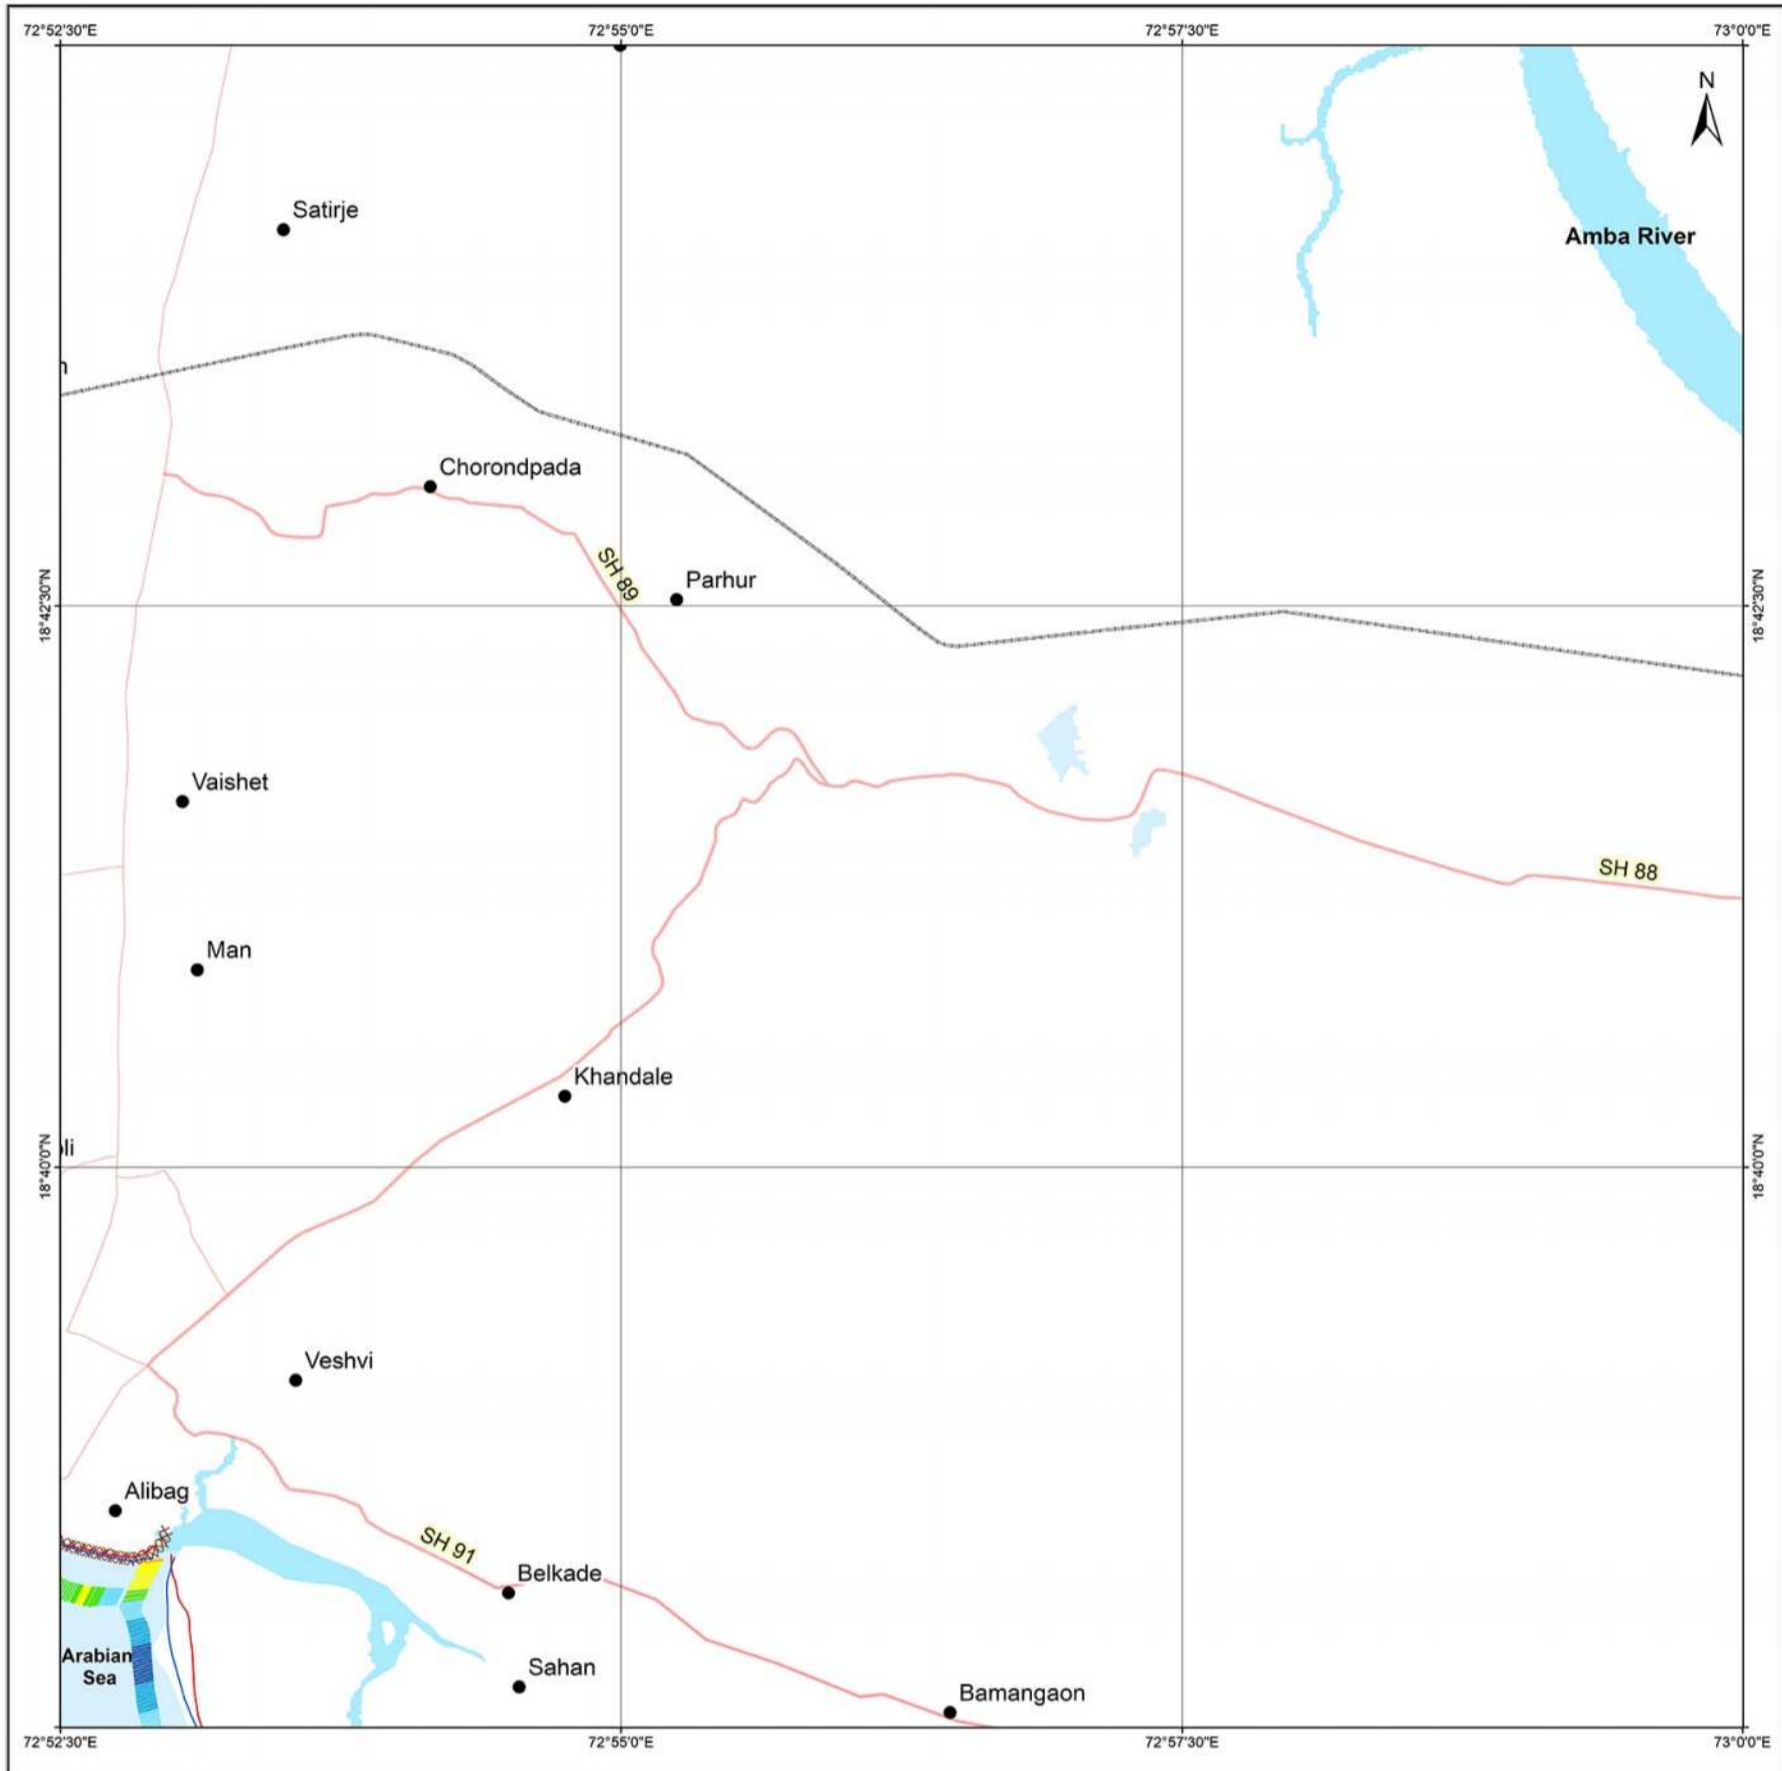 72°52'30"E
72°55'0"E
72°57'30"E
73°0'0"E
N
Satirje
Amba River
Chorondpada
SH 89
Parhur
18°42'30"N
18°42'30"N
Vaishet
SH 88
Man
Khandale
18°40'0"N
18°40'0"N
Veshvi
Alibag
SH 91
Belkade
Arabian
Sea
Sahan
Bamangaon
72°52'30"E
72°55'0"E
72°57'30"E
73°0'0"E